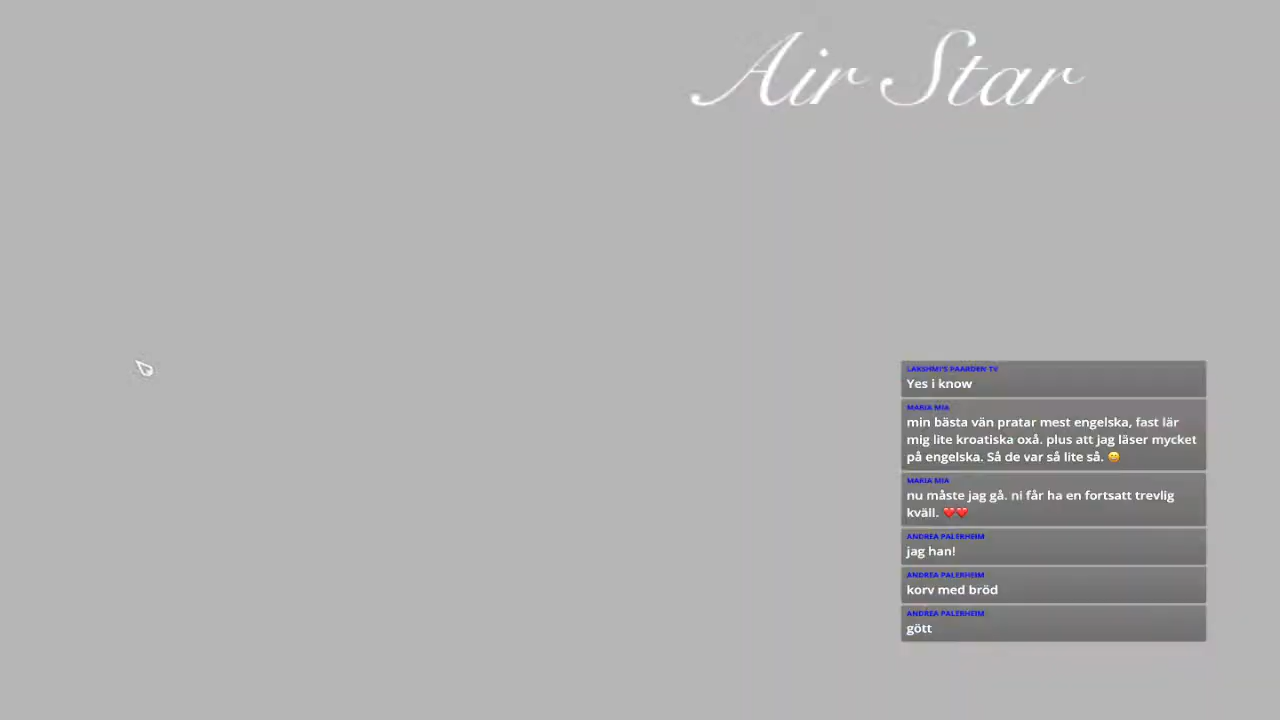 Air Star
LAKSHMI'S PAARDEN TV
Yes i know
MARIA MIA
min bästa vän pratar mest engelska, fast lär
mig lite kroatiska oxå. plus att jag läser mycket
på engelska. Så de var så lite så. 😄
MARIA MIA
nu måste jag gå. ni får ha en fortsatt trevlig
kväll. ❤️❤️
ANDREA PALERHEIM
jag han!
ANDREA PALERHEIM
korv med bröd
ANDREA PALERHEIM
gött